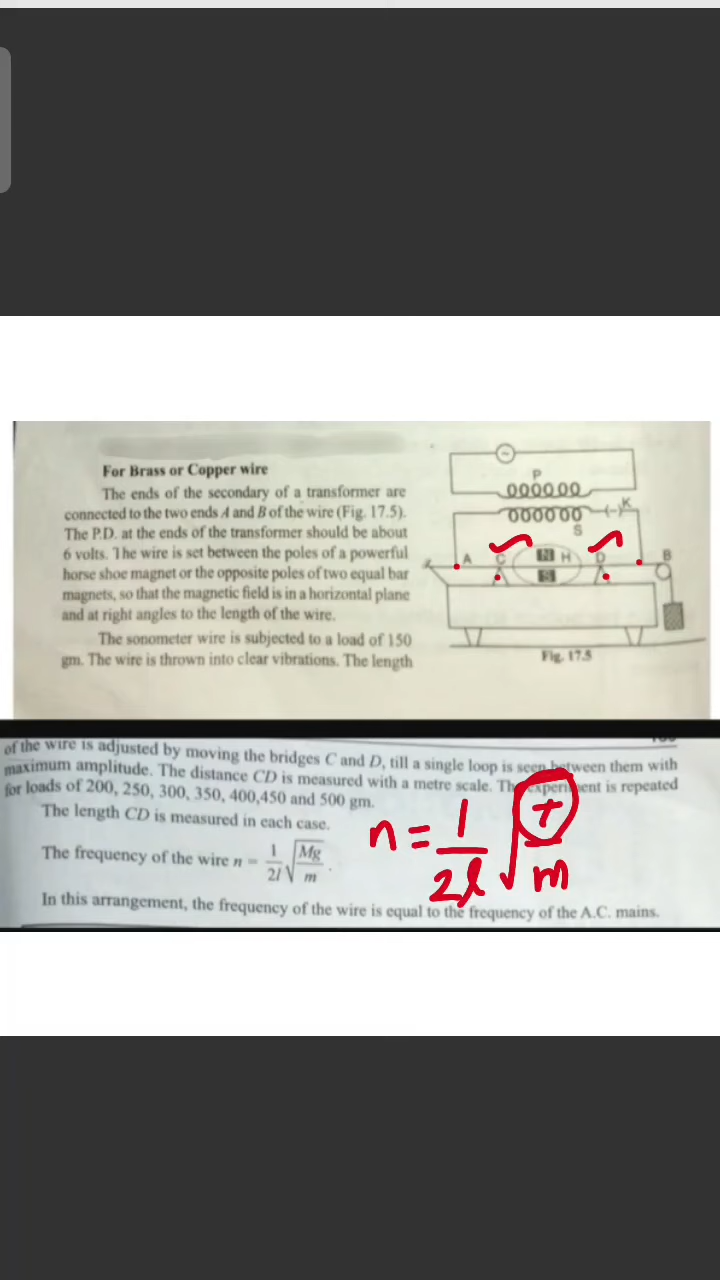 For Brass or Copper wire
The ends of the secondary of a transformer are
connected to the two ends A and B of the wire (Fig. 17.5).
The P.D. at the ends of the transformer should be about
6 volts. The wire is set between the poles of a powerful
horse shoe magnet or the opposite poles of two equal bar
magnets, so that the magnetic field is in a horizontal plane
and at right angles to the length of the wire.
The sonometer wire is subjected to a load of 150
gm. The wire is thrown into clear vibrations. The length
P
K
S
A C N H D B
S
Fig. 17.5
of the wire is adjusted by moving the bridges C and D, till a single loop is seen between them with
maximum amplitude. The distance CD is measured with a metre scale. The experiment is repeated
for loads of 200, 250, 300, 350, 400,450 and 500 gm.
The length CD is measured in each case.
The frequency of the wire n = 1/2l √Mg/m .
n = 1/2l √T/m
In this arrangement, the frequency of the wire is equal to the frequency of the A.C. mains.